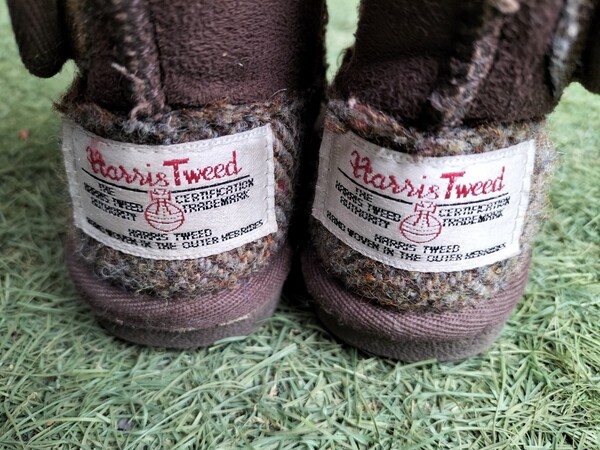 Harris Tweed
THE HARRIS TWEED AUTHORITY
CERTIFICATION TRADEMARK
HARRIS TWEED
HAND WOVEN IN THE OUTER HEBRIDES
Harris Tweed
THE HARRIS TWEED AUTHORITY
CERTIFICATION TRADEMARK
HARRIS TWEED
HAND WOVEN IN THE OUTER HEBRIDES